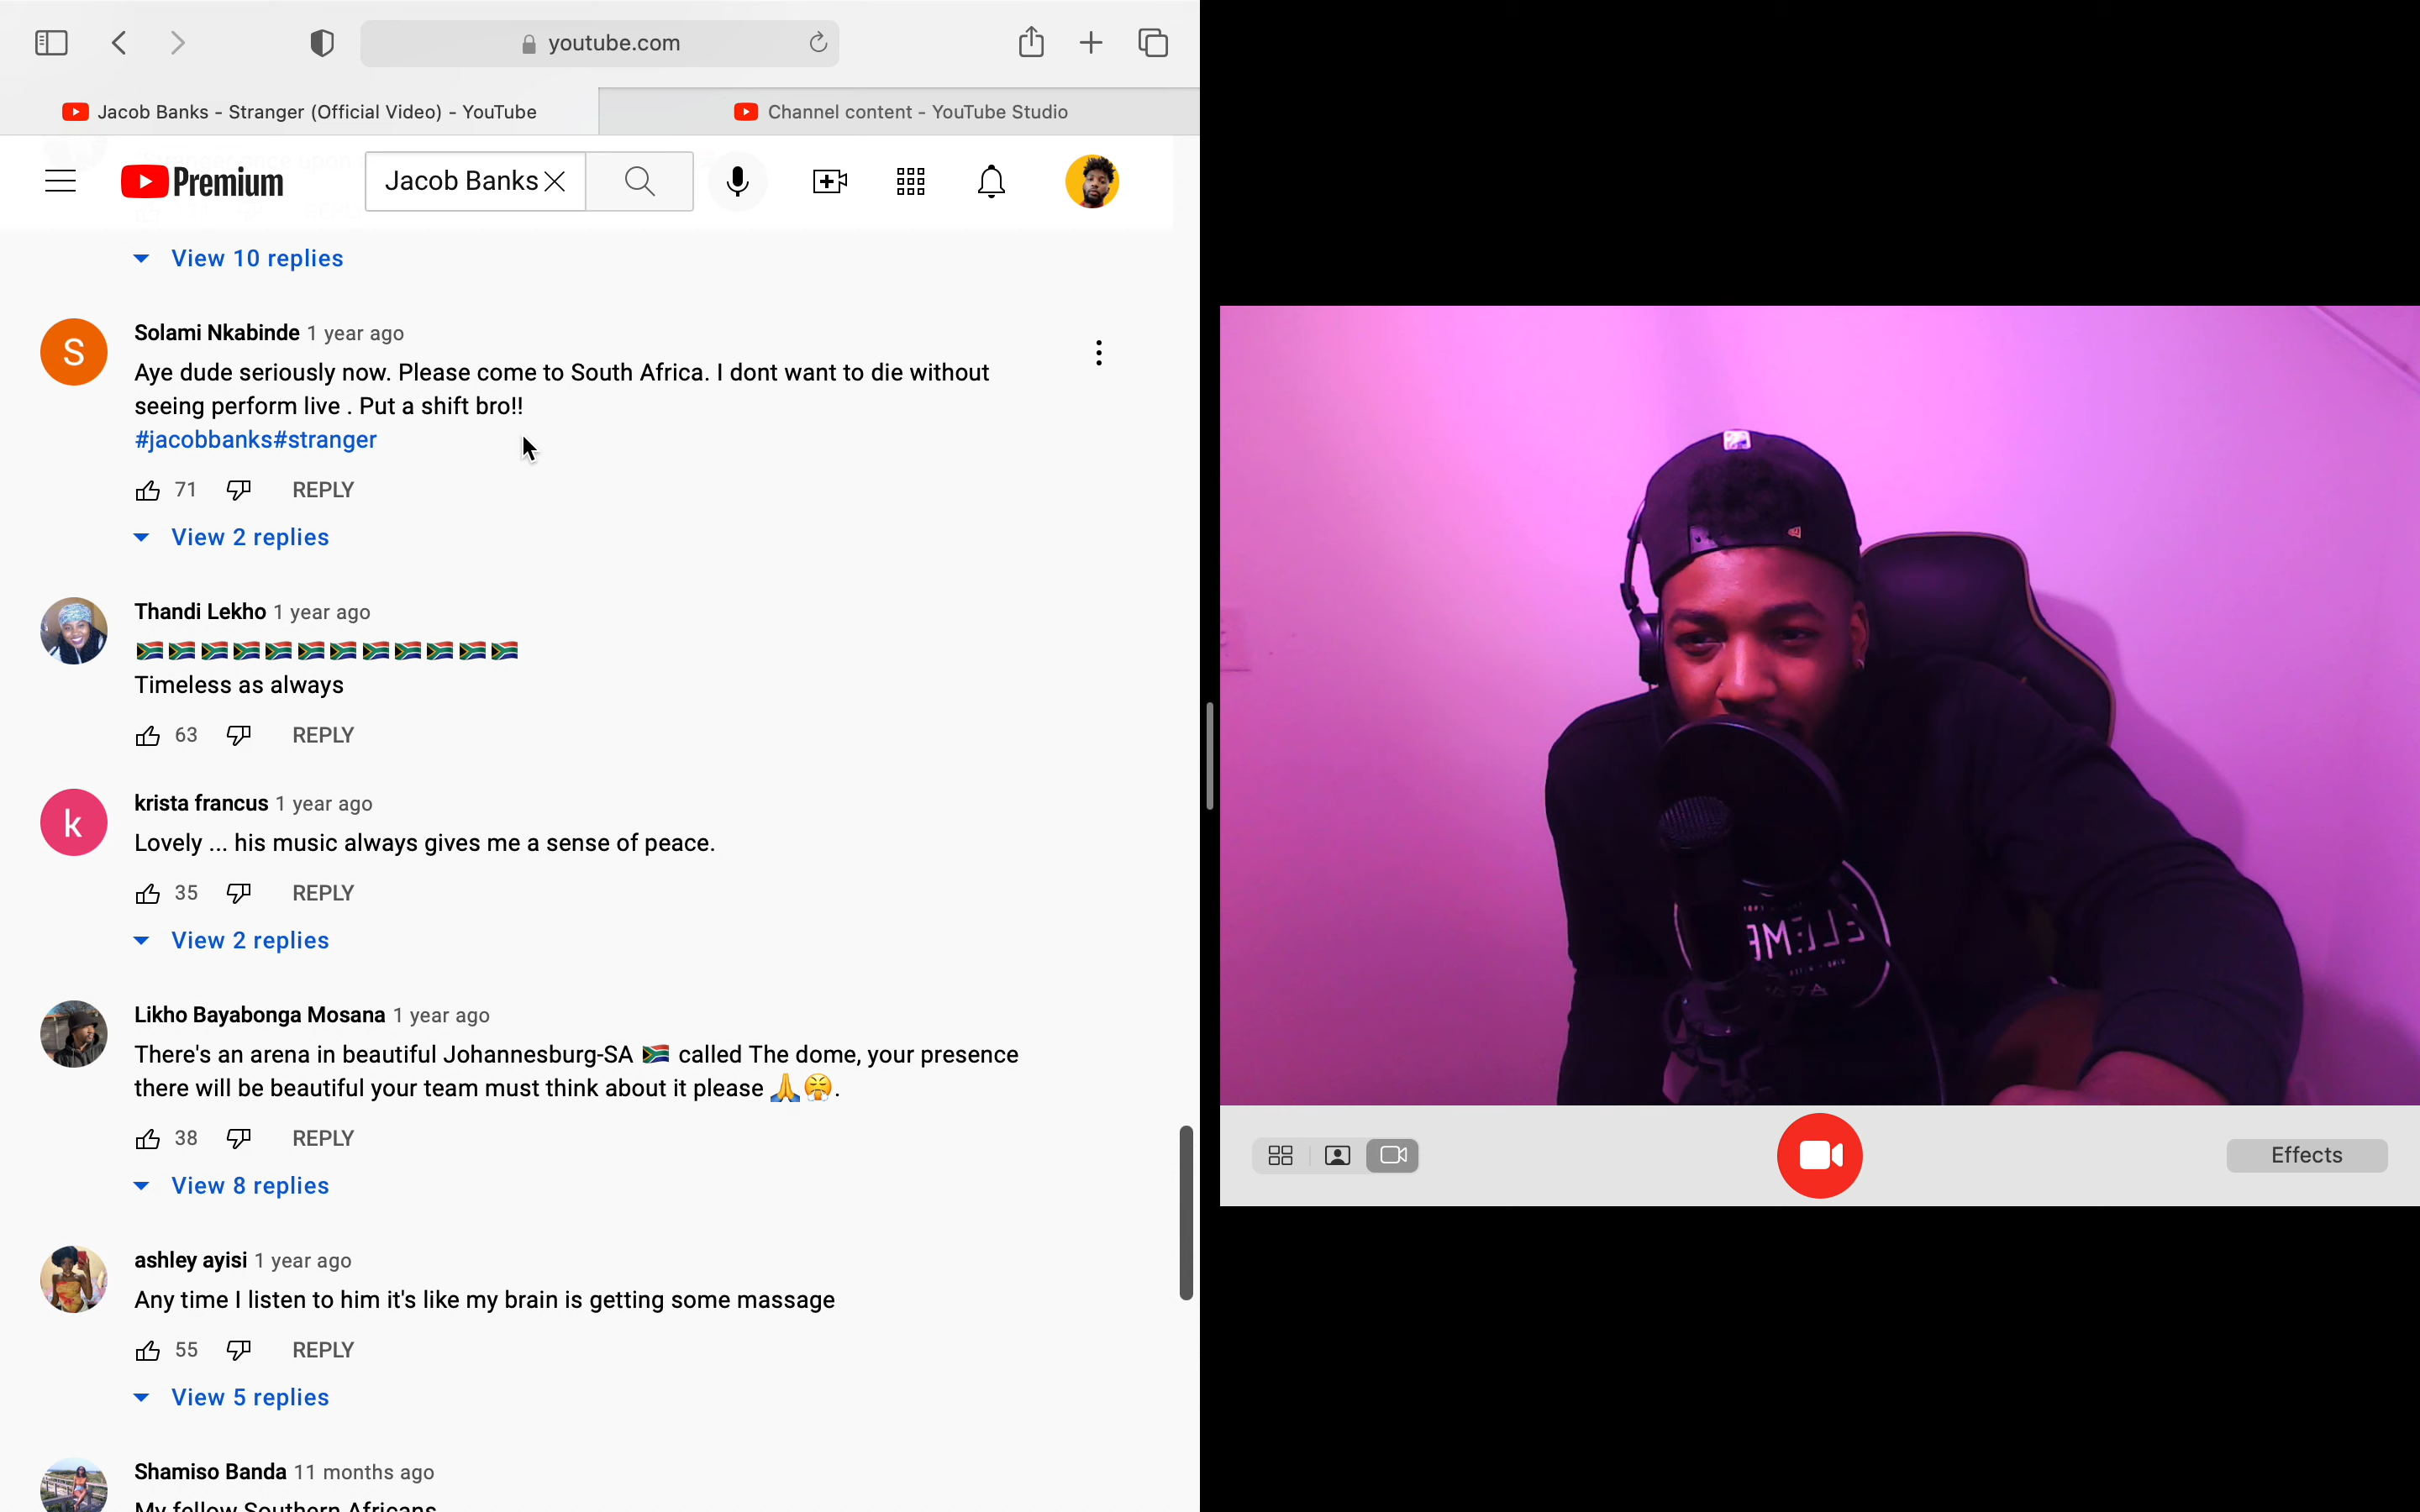 youtube.com
Jacob Banks - Stranger (Official Video) - YouTube
Channel content - YouTube Studio
Premium
Jacob Banks
View 10 replies
S
Solami Nkabinde 1 year ago
Aye dude seriously now. Please come to South Africa. I dont want to die without
seeing perform live . Put a shift bro!!
#jacobbanks#stranger
71 REPLY
View 2 replies
Thandi Lekho 1 year ago
🇿🇦🇿🇦🇿🇦🇿🇦🇿🇦🇿🇦🇿🇦🇿🇦🇿🇦🇿🇦🇿🇦🇿🇦
Timeless as always
63 REPLY
k
krista francus 1 year ago
Lovely ... his music always gives me a sense of peace.
35 REPLY
View 2 replies
Likho Bayabonga Mosana 1 year ago
There's an arena in beautiful Johannesburg-SA 🇿🇦 called The dome, your presence
there will be beautiful your team must think about it please 🙏😤.
38 REPLY
View 8 replies
ashley ayisi 1 year ago
Any time I listen to him it's like my brain is getting some massage
55 REPLY
View 5 replies
Shamiso Banda 11 months ago
My fellow Southern Africans
Effects